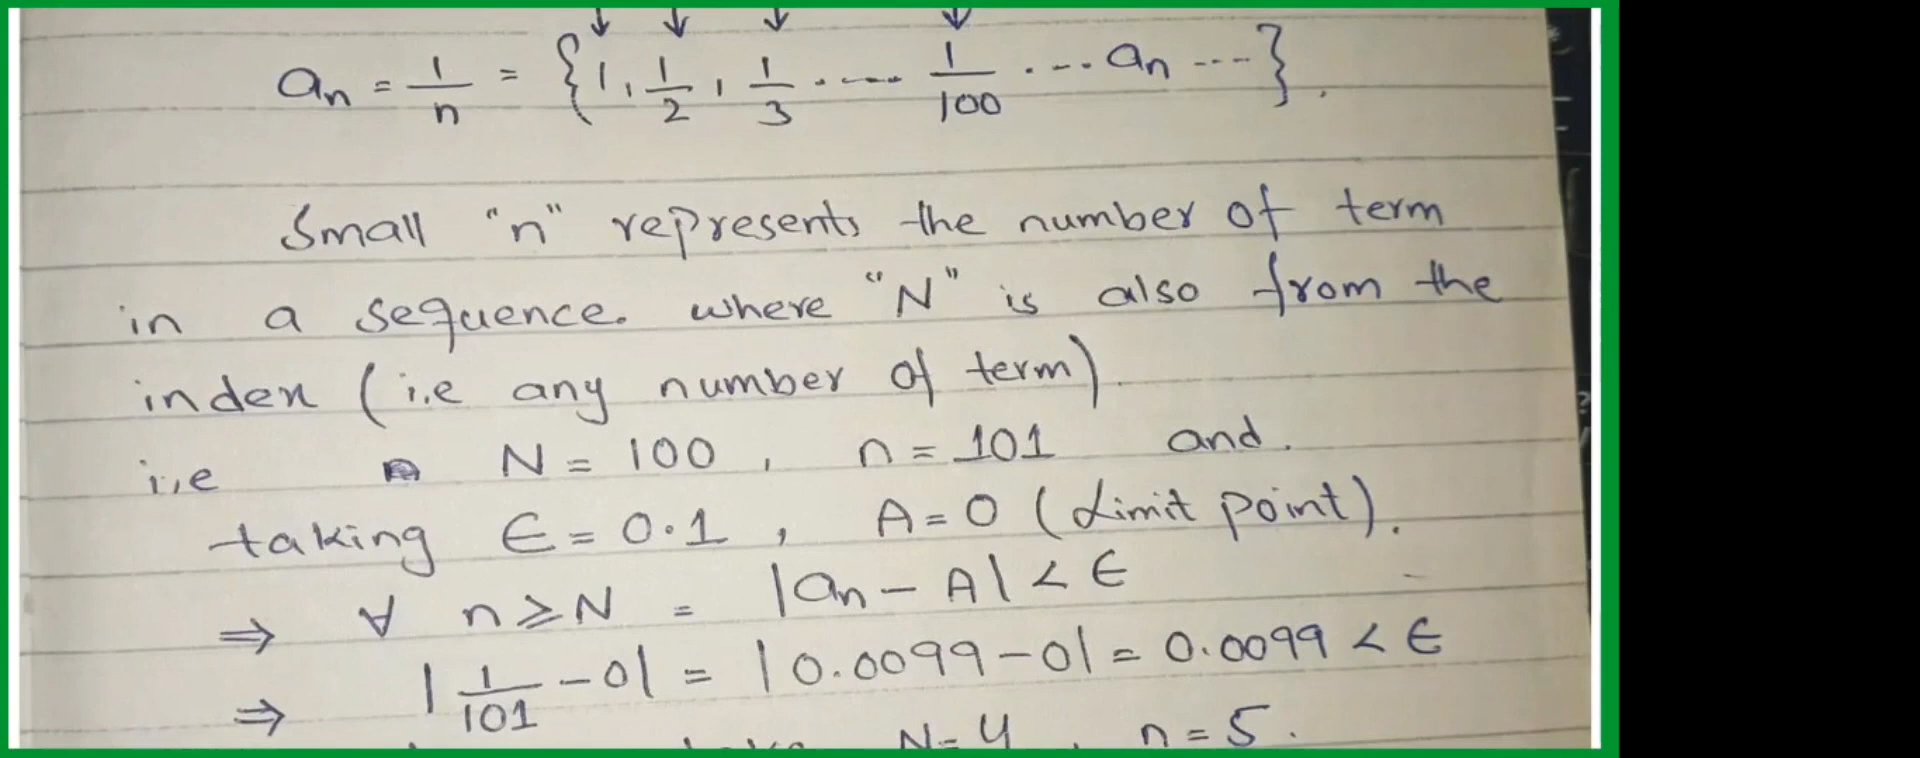 an = 1/n = {1, 1/2, 1/3 ..... 1/100 .... an ....}.
Small "n" represents the number of term
in a sequence. where "N" is also from the
index (i.e any number of term).
i.,e N = 100, n = 101 and.
taking ∈ = 0.1, A = 0 (Limit point).
⇒ ∀ n ≥ N = |an - A| < ∈
⇒ |1/101 - 0| = |0.0099 - 0| = 0.0099 < ∈
N = 4, n = 5.